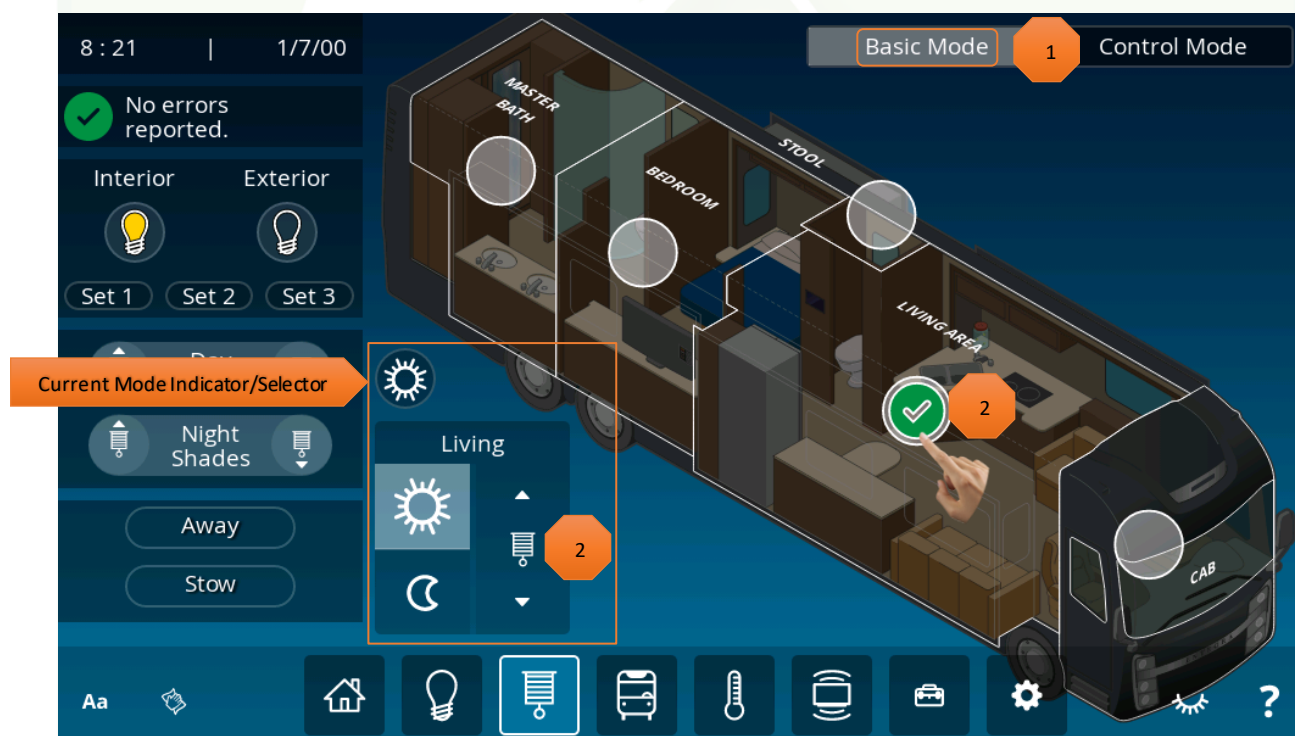 8 : 21 | 1/7/00
Basic Mode
1
Control Mode
No errors
reported.
Interior Exterior
Set 1 Set 2 Set 3
MASTER
BATH
BEDROOM
STOOL
LIVING AREA
CAB
Current Mode Indicator/Selector
Night
Shades
Away
Stow
Living
2
2
Aa
?